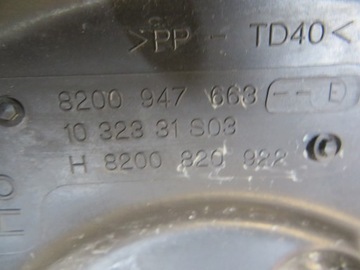 >PP - TD40<
8200 947 663 (-- E)
10 323 31 S03
H 8200 820 922